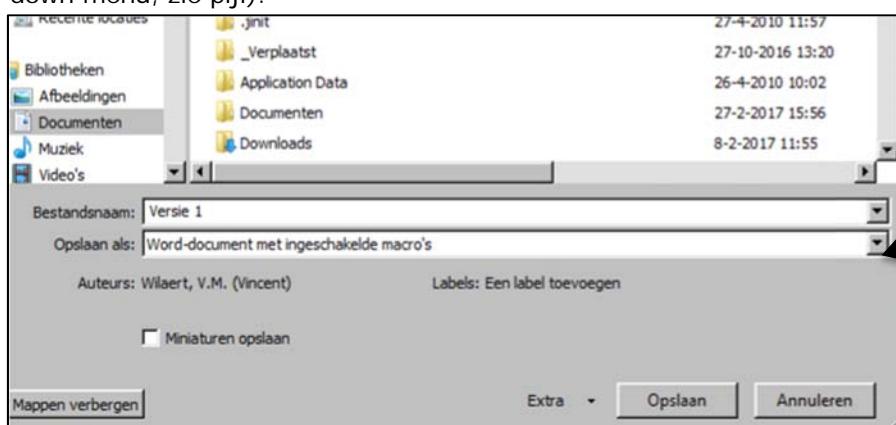 down menu, zie pijl):
Recente locaties
.jinit 27-4-2010 11:57
_Verplaatst 27-10-2016 13:20
Bibliotheken
Application Data 26-4-2010 10:02
Afbeeldingen
Documenten 27-2-2017 15:56
Documenten
Downloads 8-2-2017 11:55
Muziek
Video's
Bestandsnaam: Versie 1
Opslaan als: Word-document met ingeschakelde macro's
Auteurs: Wilaert, V.M. (Vincent) Labels: Een label toevoegen
Miniaturen opslaan
Mappen verbergen Extra Opslaan Annuleren